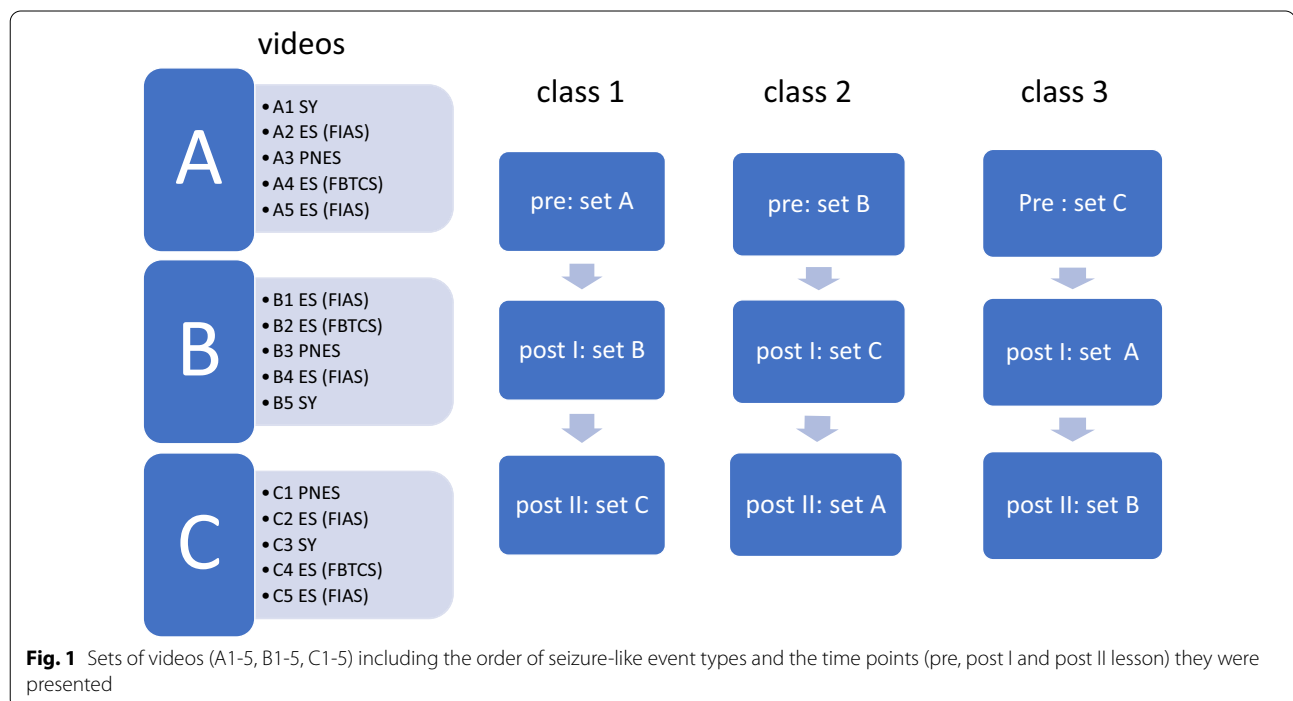 videos
A
• A1 SY
• A2 ES (FIAS)
• A3 PNES
• A4 ES (FBTCS)
• A5 ES (FIAS)
B
• B1 ES (FIAS)
• B2 ES (FBTCS)
• B3 PNES
• B4 ES (FIAS)
• B5 SY
C
• C1 PNES
• C2 ES (FIAS)
• C3 SY
• C4 ES (FBTCS)
• C5 ES (FIAS)
class 1
pre: set A
post I: set B
post II: set C
class 2
pre: set B
post I: set C
post II: set A
class 3
Pre : set C
post I: set A
post II: set B
Fig. 1 Sets of videos (A1-5, B1-5, C1-5) including the order of seizure-like event types and the time points (pre, post I and post II lesson) they were
presented